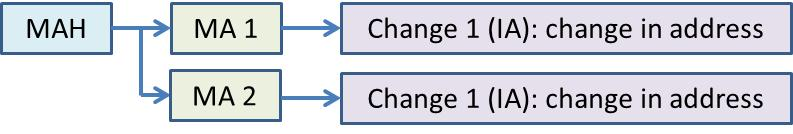 MAH MA 1 Change 1 (IA): change in address
MA 2 Change 1 (IA): change in address